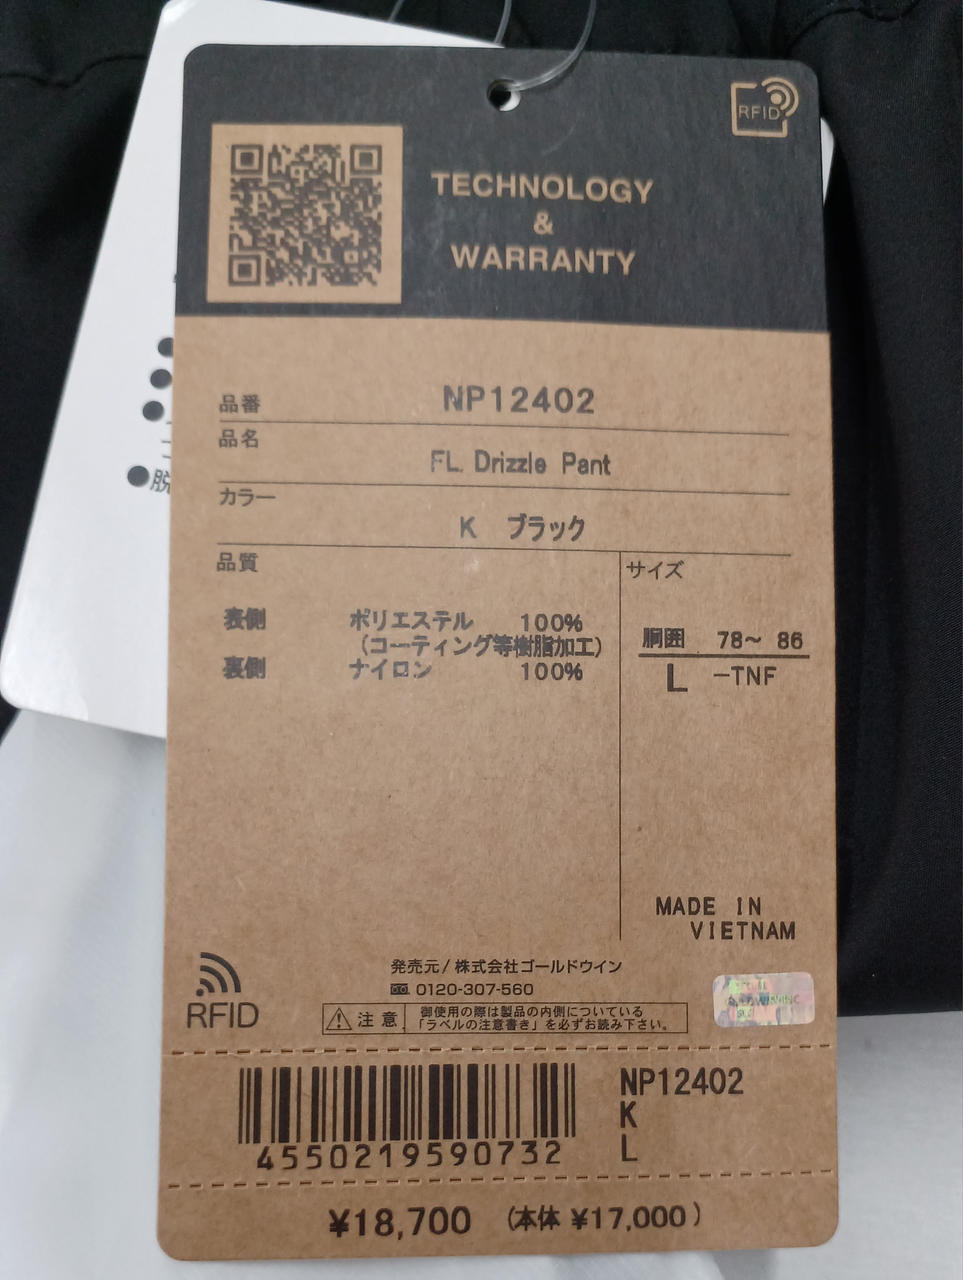 RFID
TECHNOLOGY
&
WARRANTY
品番 NP12402
品名
FL. Drizzle Pant
カラー
K ブラック
品質
表側 ポリエステル 100%
(コーティング等樹脂加工)
裏側 ナイロン 100%
サイズ
胴囲 78~ 86
L -TNF
MADE IN
VIETNAM
発売元/株式会社ゴールドウイン
0120-307-560
RFID
注意 御使用の際は製品の内側についている
「ラベルの注意書き」を必ずお読み下さい。
4550219590732
NP12402
K
L
¥18,700 (本体 ¥17,000)
●脱